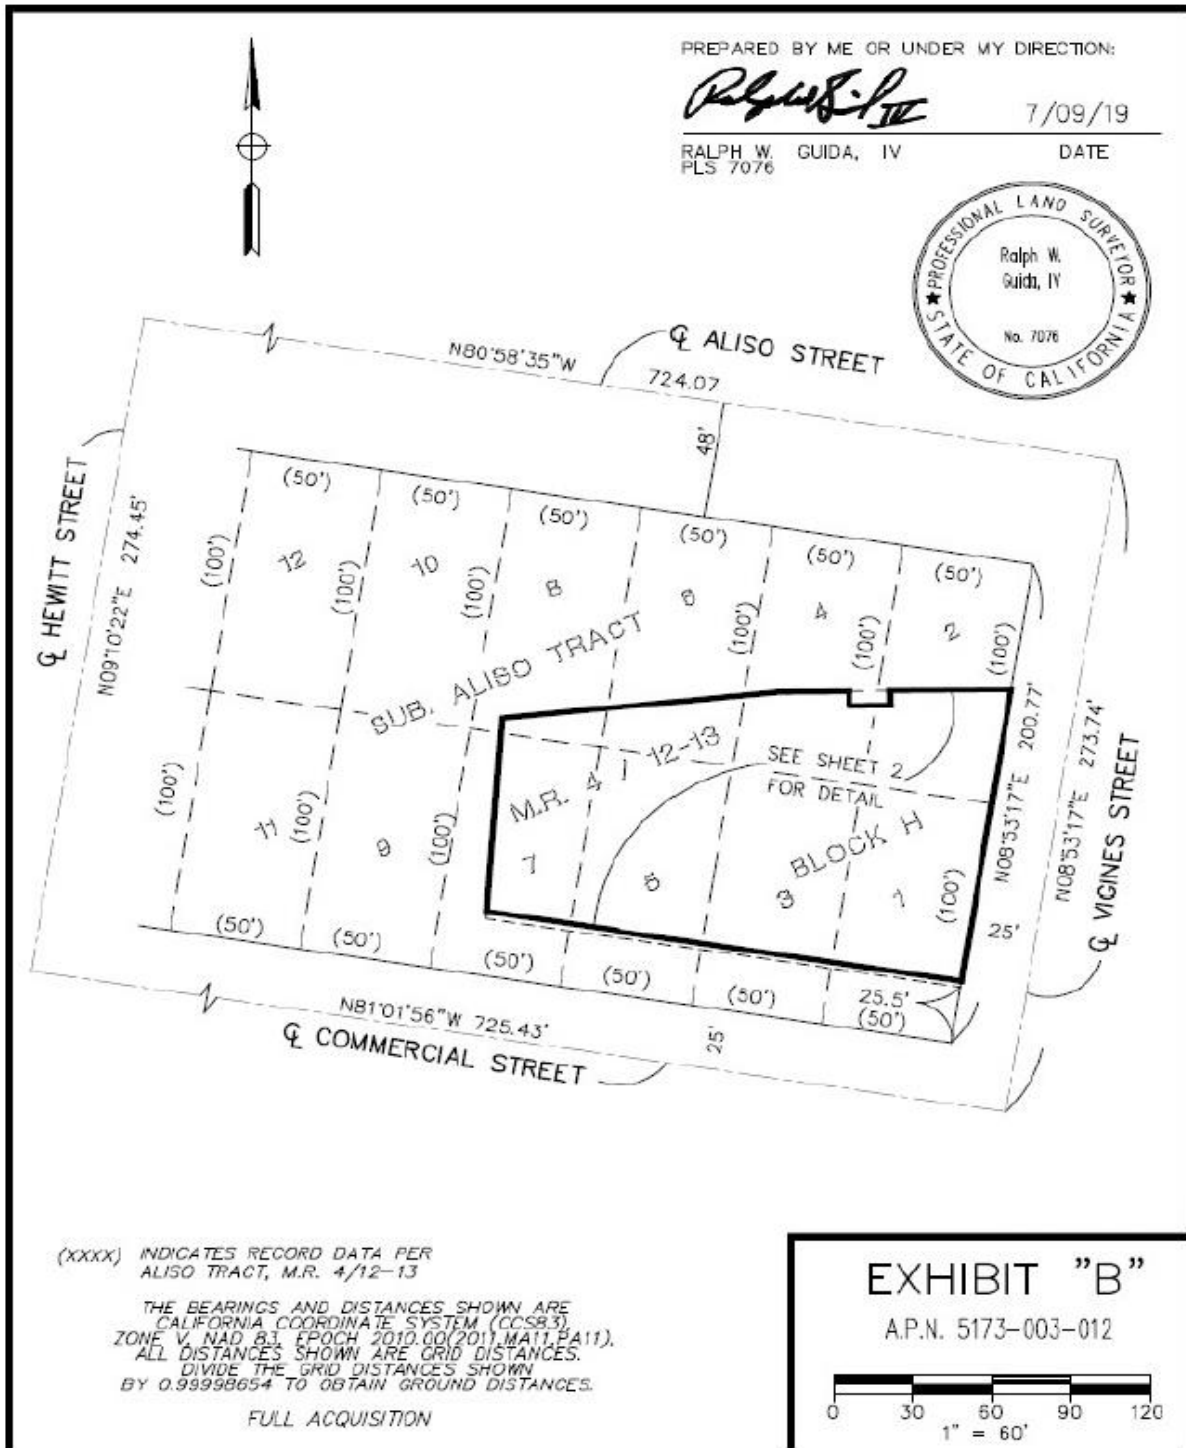 PREPARED BY ME OR UNDER MY DIRECTION:
7/09/19
RALPH W. GUIDA, IV
DATE
PLS 7076
PROFESSIONAL LAND SURVEYOR
Ralph W.
Guida, IV
No. 7076
STATE OF CALIFORNIA
℄ ALISO STREET
N80°58'35"W 724.07
48'
℄ HEWITT STREET
N09°10'22"E 274.45'
(50') (50') (50') (50') (50') (50')
(100') (100') (100') (100') (100') (100')
12 10 8 6 4 2
SUB. ALISO TRACT
M.R. 4 / 12-13
SEE SHEET 2
FOR DETAIL
BLOCK H
(100') (100') (100') (100')
11 9 7 5 3 1
N08°53'17"E 200.77'
N08°53'17"E 273.74'
℄ VIGINES STREET
25'
(50') (50') (50') (50') (50') (50')
25.5'
N81°01'56"W 725.43'
25'
℄ COMMERCIAL STREET
(XXXX) INDICATES RECORD DATA PER
ALISO TRACT, M.R. 4/12-13
THE BEARINGS AND DISTANCES SHOWN ARE
CALIFORNIA COORDINATE SYSTEM (CCS83),
ZONE V, NAD 83, EPOCH 2010.00(2011,MA11,PA11).
ALL DISTANCES SHOWN ARE GRID DISTANCES.
DIVIDE THE GRID DISTANCES SHOWN
BY 0.99998654 TO OBTAIN GROUND DISTANCES.
FULL ACQUISITION
EXHIBIT "B"
A.P.N. 5173-003-012
0 30 60 90 120
1" = 60'